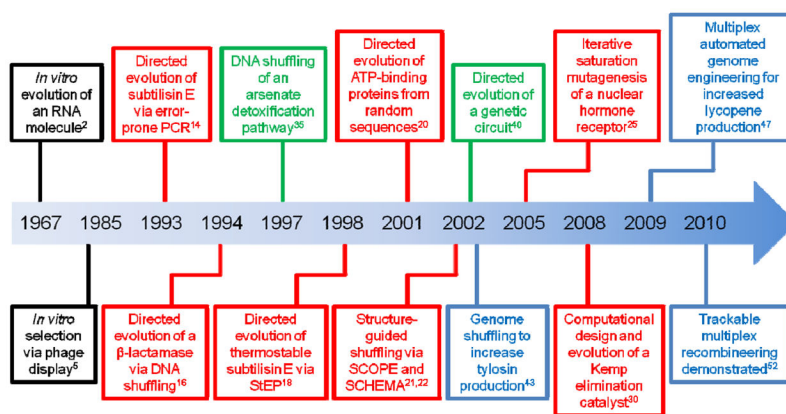 In vitro
evolution of
an RNA
molecule2
Directed
evolution of
subtilisin E
via error-
prone PCR14
DNA shuffling
of an
arsenate
detoxification
pathway35
Directed
evolution of
ATP-binding
proteins from
random
sequences20
Directed
evolution of
a genetic
circuit40
Iterative
saturation
mutagenesis
of a nuclear
hormone
receptor25
Multiplex
automated
genome
engineering for
increased
lycopene
production47
1967 1985 1993 1994 1997 1998 2001 2002 2005 2008 2009 2010
In vitro
selection
via phage
display5
Directed
evolution of a
β-lactamase
via DNA
shuffling16
Directed
evolution of
thermostable
subtilisin E via
StEP18
Structure-
guided
shuffling via
SCOPE and
SCHEMA21,22
Genome
shuffling to
increase
tylosin
production43
Computational
design and
evolution of a
Kemp
elimination
catalyst30
Trackable
multiplex
recombineering
demonstrated52